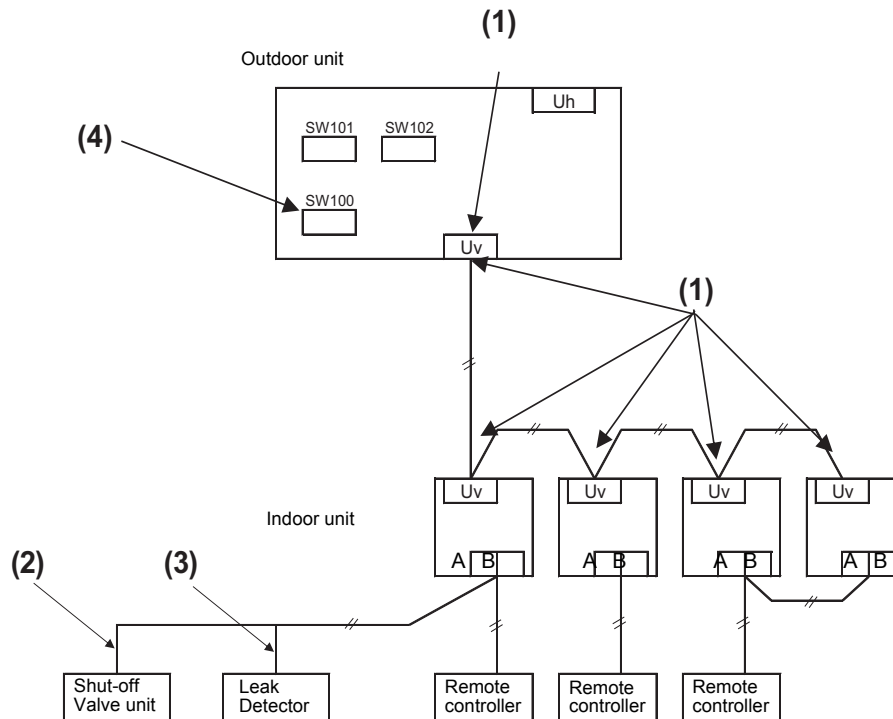 (1)
Outdoor unit
Uh
SW101 SW102
(4)
SW100
Uv
(1)
Uv Uv Uv Uv
Indoor unit
A B A B A B A B
(2) (3)
Shut-off
Valve unit
Leak
Detector
Remote
controller
Remote
controller
Remote
controller